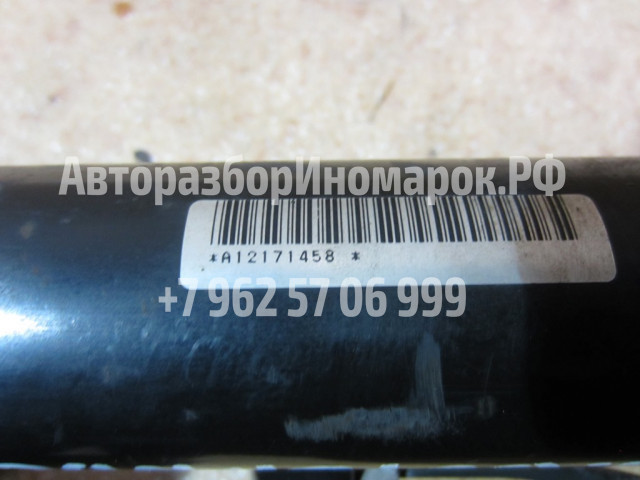 АвторазборИномарок.РФ
*A12171458 *
+7 962 57 06 999